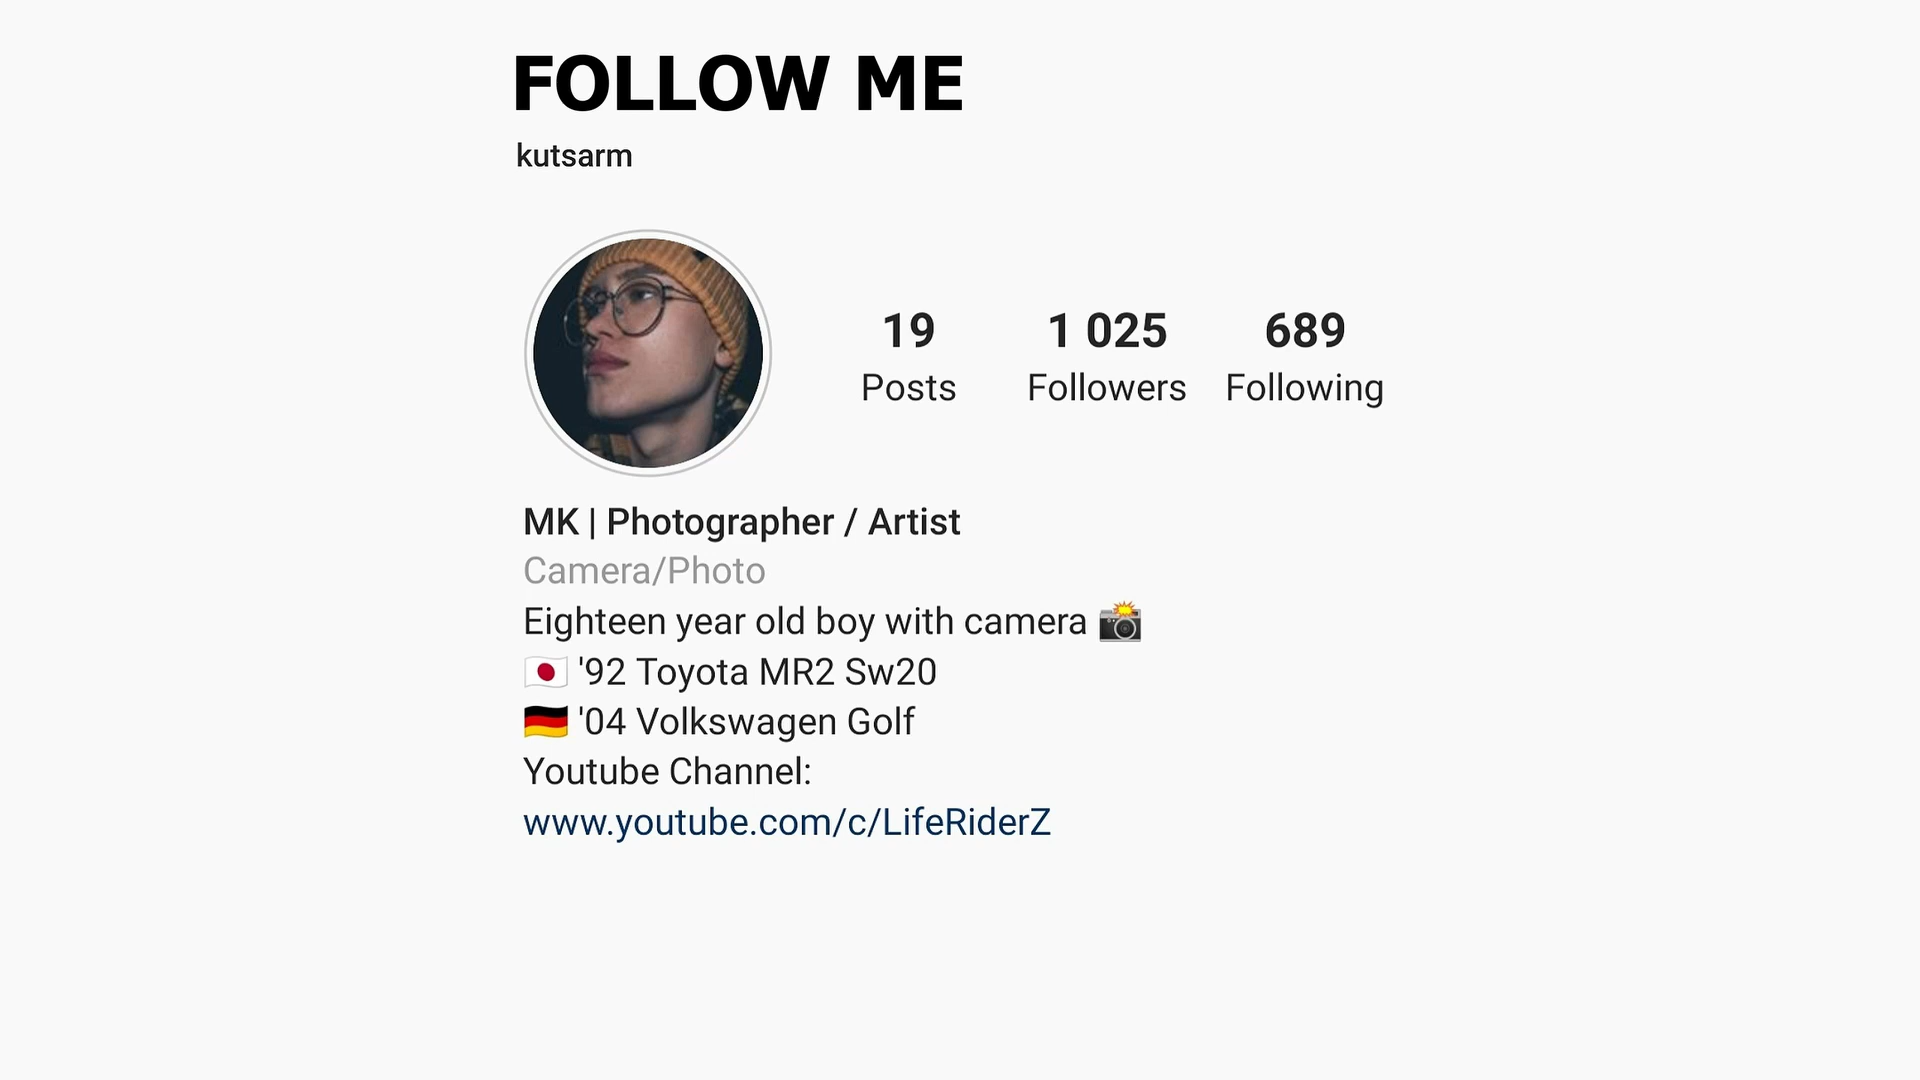 FOLLOW ME
kutsarm
19 1 025 689
Posts Followers Following
MK | Photographer / Artist
Camera/Photo
Eighteen year old boy with camera 📸
🇯🇵 '92 Toyota MR2 Sw20
🇩🇪 '04 Volkswagen Golf
Youtube Channel:
www.youtube.com/c/LifeRiderZ